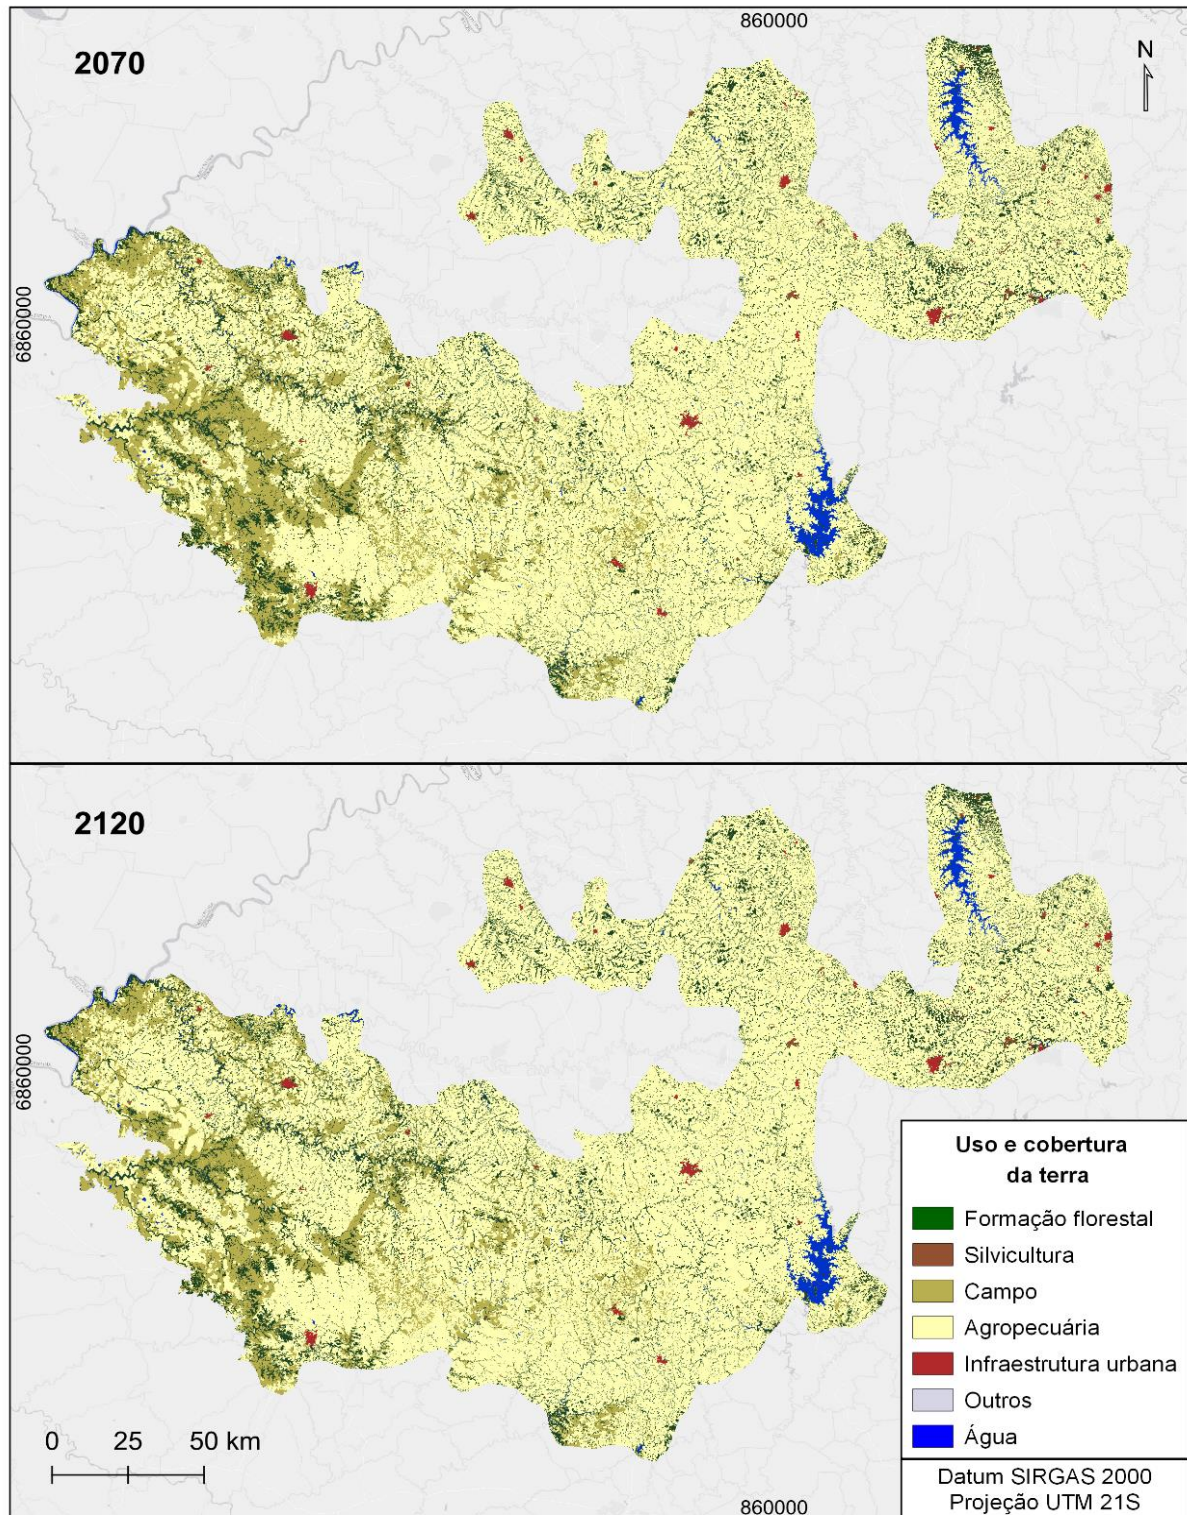 860000
2070
N
6860000
2120
6860000
Uso e cobertura
da terra
Formação florestal
Silvicultura
Campo
Agropecuária
Infraestrutura urbana
Outros
Água
0 25 50 km
Datum SIRGAS 2000
Projeção UTM 21S
860000